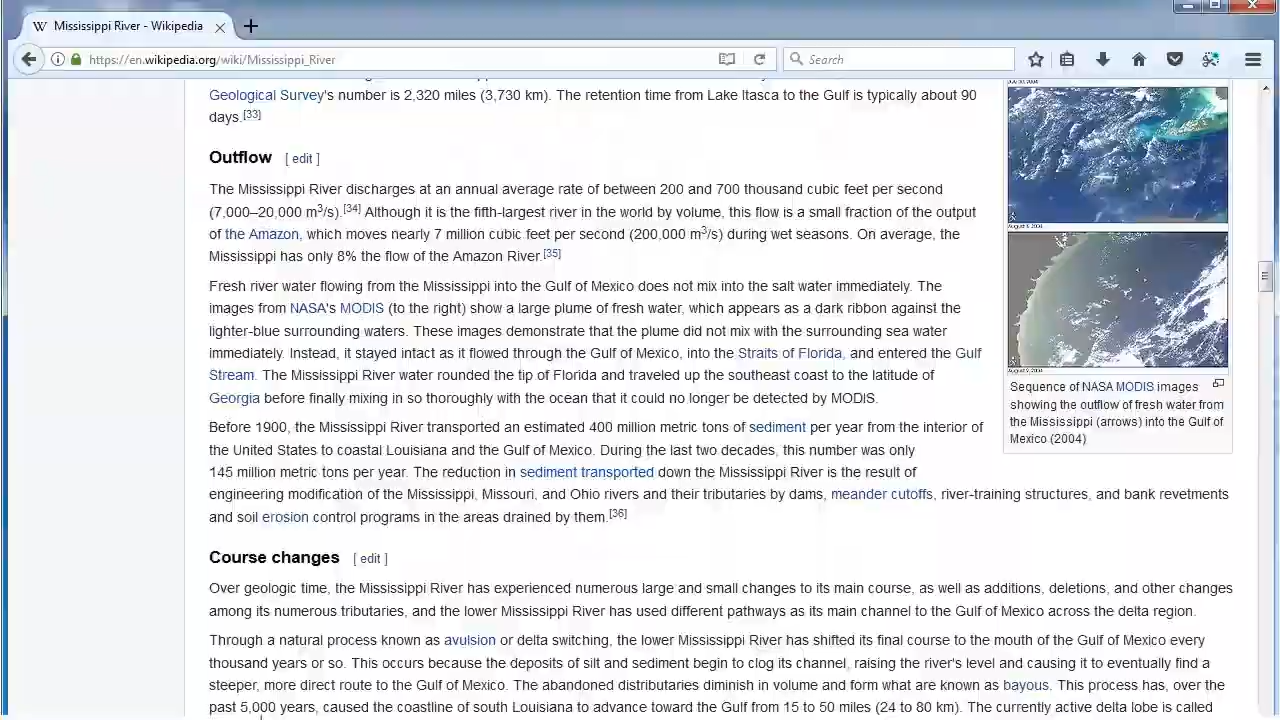 Mississippi River - Wikipedia
https://en.wikipedia.org/wiki/Mississippi_River
Search
Geological Survey's number is 2,320 miles (3,730 km). The retention time from Lake Itasca to the Gulf is typically about 90
days.[33]
Outflow [ edit ]
The Mississippi River discharges at an annual average rate of between 200 and 700 thousand cubic feet per second
(7,000–20,000 m3/s).[34] Although it is the fifth-largest river in the world by volume, this flow is a small fraction of the output
of the Amazon, which moves nearly 7 million cubic feet per second (200,000 m3/s) during wet seasons. On average, the
Mississippi has only 8% the flow of the Amazon River.[35]
Fresh river water flowing from the Mississippi into the Gulf of Mexico does not mix into the salt water immediately. The
images from NASA's MODIS (to the right) show a large plume of fresh water, which appears as a dark ribbon against the
lighter-blue surrounding waters. These images demonstrate that the plume did not mix with the surrounding sea water
immediately. Instead, it stayed intact as it flowed through the Gulf of Mexico, into the Straits of Florida, and entered the Gulf
Stream. The Mississippi River water rounded the tip of Florida and traveled up the southeast coast to the latitude of
Georgia before finally mixing in so thoroughly with the ocean that it could no longer be detected by MODIS.
Before 1900, the Mississippi River transported an estimated 400 million metric tons of sediment per year from the interior of
the United States to coastal Louisiana and the Gulf of Mexico. During the last two decades, this number was only
145 million metric tons per year. The reduction in sediment transported down the Mississippi River is the result of
engineering modification of the Mississippi, Missouri, and Ohio rivers and their tributaries by dams, meander cutoffs, river-training structures, and bank revetments
and soil erosion control programs in the areas drained by them.[36]
Sequence of NASA MODIS images
showing the outflow of fresh water from
the Mississippi (arrows) into the Gulf of
Mexico (2004)
Course changes [ edit ]
Over geologic time, the Mississippi River has experienced numerous large and small changes to its main course, as well as additions, deletions, and other changes
among its numerous tributaries, and the lower Mississippi River has used different pathways as its main channel to the Gulf of Mexico across the delta region.
Through a natural process known as avulsion or delta switching, the lower Mississippi River has shifted its final course to the mouth of the Gulf of Mexico every
thousand years or so. This occurs because the deposits of silt and sediment begin to clog its channel, raising the river's level and causing it to eventually find a
steeper, more direct route to the Gulf of Mexico. The abandoned distributaries diminish in volume and form what are known as bayous. This process has, over the
past 5,000 years, caused the coastline of south Louisiana to advance toward the Gulf from 15 to 50 miles (24 to 80 km). The currently active delta lobe is called